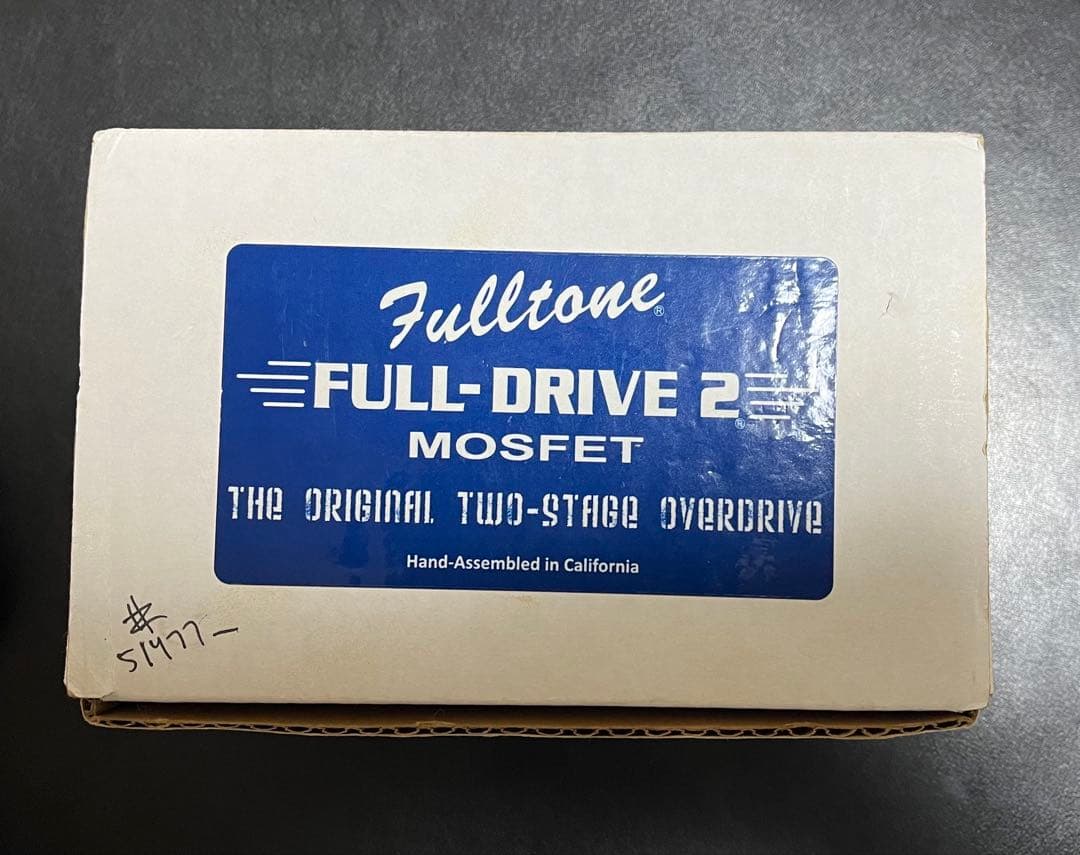 Fulltone®
FULL-DRIVE 2®
MOSFET
THE ORIGINAL TWO-STAGE OVERDRIVE
Hand-Assembled in California
#
51477-